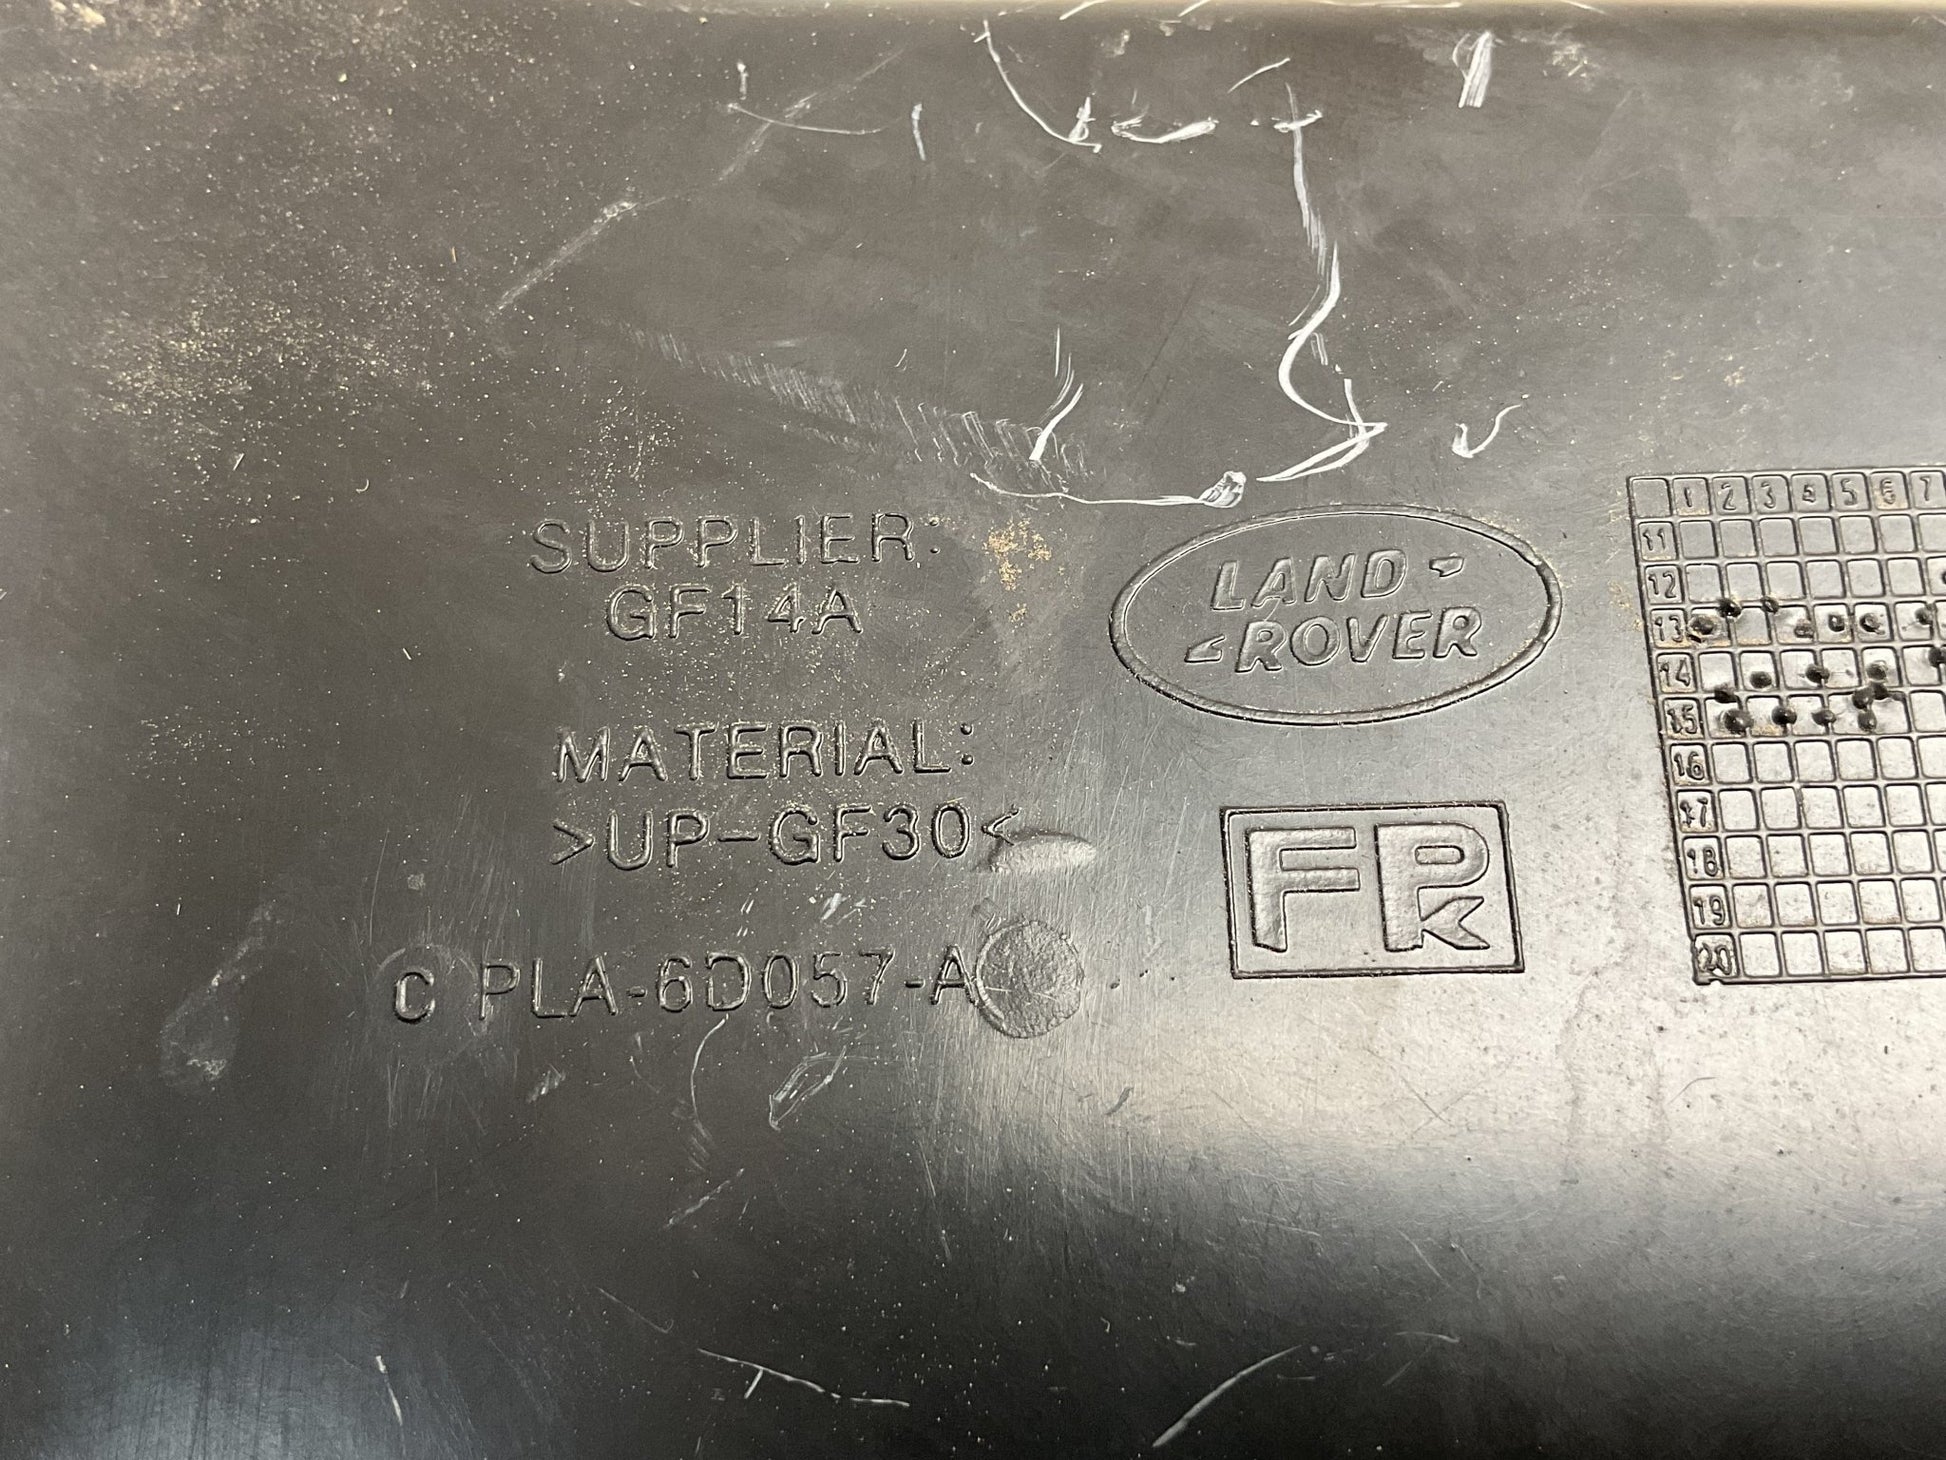 SUPPLIER:
GF14A
MATERIAL:
>UP-GF30<
C PLA-6D057-A
LAND
ROVER
FPK
1 2 3 4 5 6 7
11
12
13
14
15
16
17
18
19
20